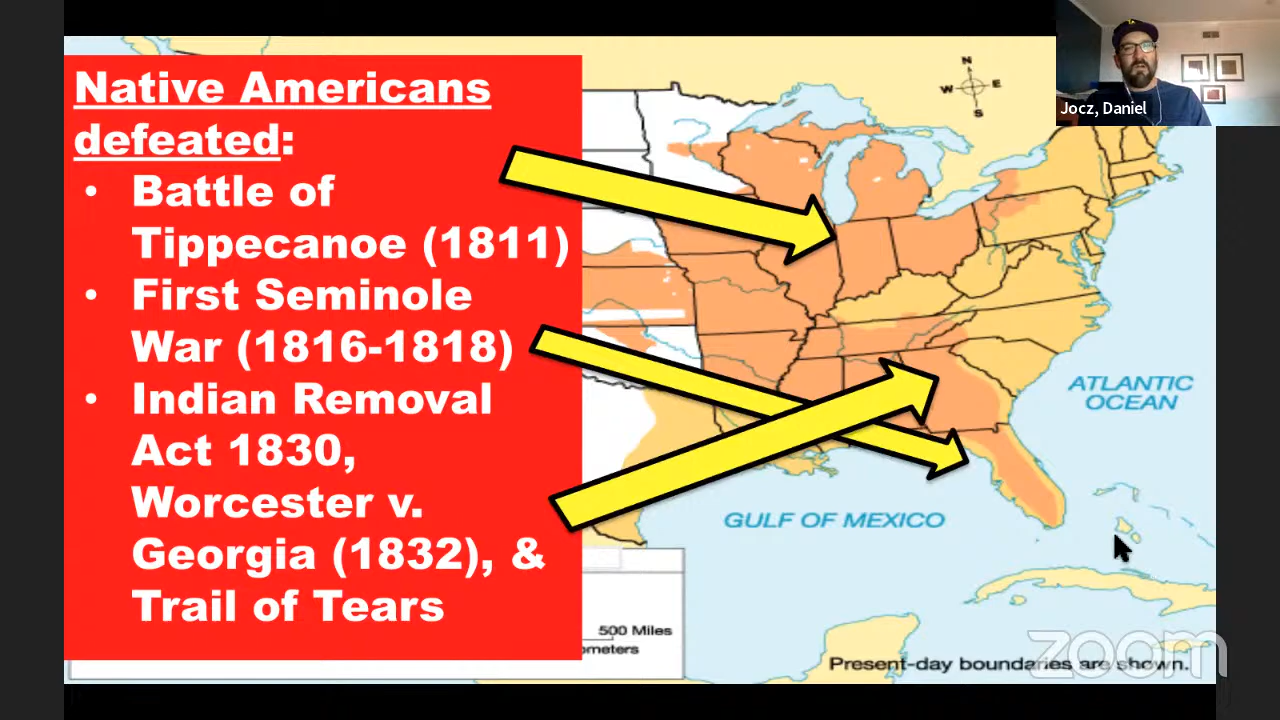 Native Americans
defeated:
• Battle of
Tippecanoe (1811)
• First Seminole
War (1816-1818)
• Indian Removal
Act 1830,
Worcester v.
Georgia (1832), &
Trail of Tears
N
W E
S
Jocz, Daniel
ATLANTIC
OCEAN
GULF OF MEXICO
500 Miles
ometers
Present-day boundaries are shown.
zoom